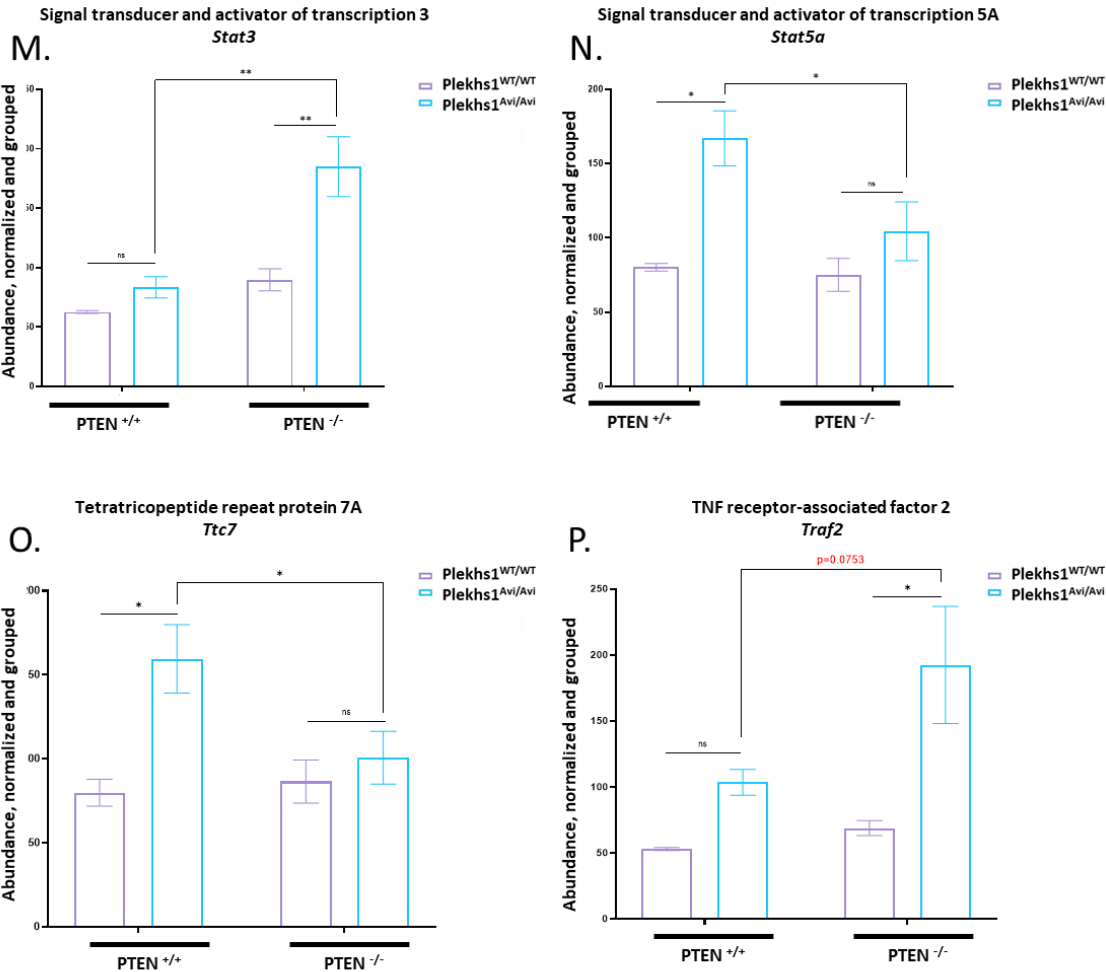 Signal transducer and activator of transcription 3
Stat3
M.
Plekhs1WT/WT
Plekhs1Avi/Avi
Abundance, normalized and grouped
50
0
**
**
ns
PTEN +/+
PTEN -/-
Signal transducer and activator of transcription 5A
Stat5a
N.
Plekhs1WT/WT
Plekhs1Avi/Avi
Abundance, normalized and grouped
200
150
100
50
0
*
*
ns
PTEN +/+
PTEN -/-
Tetratricopeptide repeat protein 7A
Ttc7
O.
Plekhs1WT/WT
Plekhs1Avi/Avi
Abundance, normalized and grouped
00
50
00
50
0
*
*
ns
PTEN +/+
PTEN -/-
TNF receptor-associated factor 2
Traf2
P.
Plekhs1WT/WT
Plekhs1Avi/Avi
Abundance, normalized and grouped
250
200
150
100
50
0
p=0.0753
*
ns
PTEN +/+
PTEN -/-